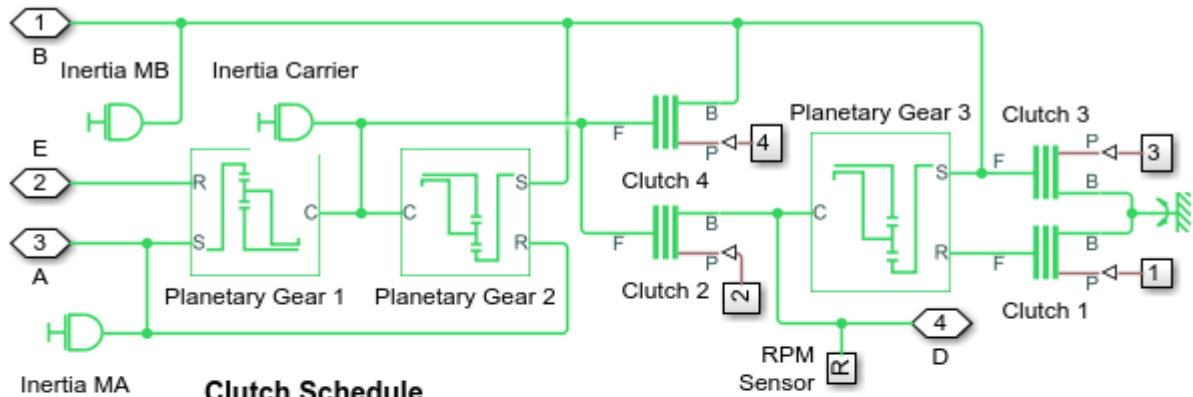 1
B
Inertia MB
Inertia Carrier
B
F
P
4
Clutch 4
Planetary Gear 3
Clutch 3
P
3
F
B
E
2
R
S
C
C
S
R
3
A
Planetary Gear 1
Planetary Gear 2
F
B
P
2
Clutch 2
C
S
R
F
B
P
1
Clutch 1
RPM
Sensor
R
4
D
Inertia MA
Clutch Schedule